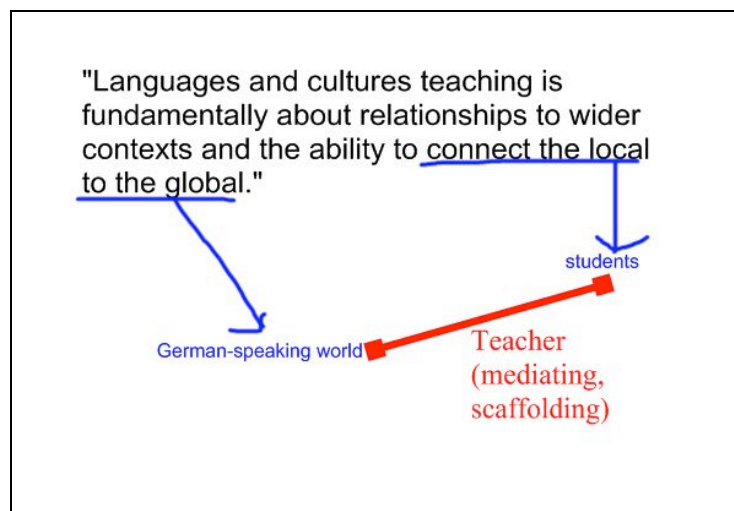 "Languages and cultures teaching is
fundamentally about relationships to wider
contexts and the ability to connect the local
to the global."
students
German-speaking world
Teacher
(mediating,
scaffolding)